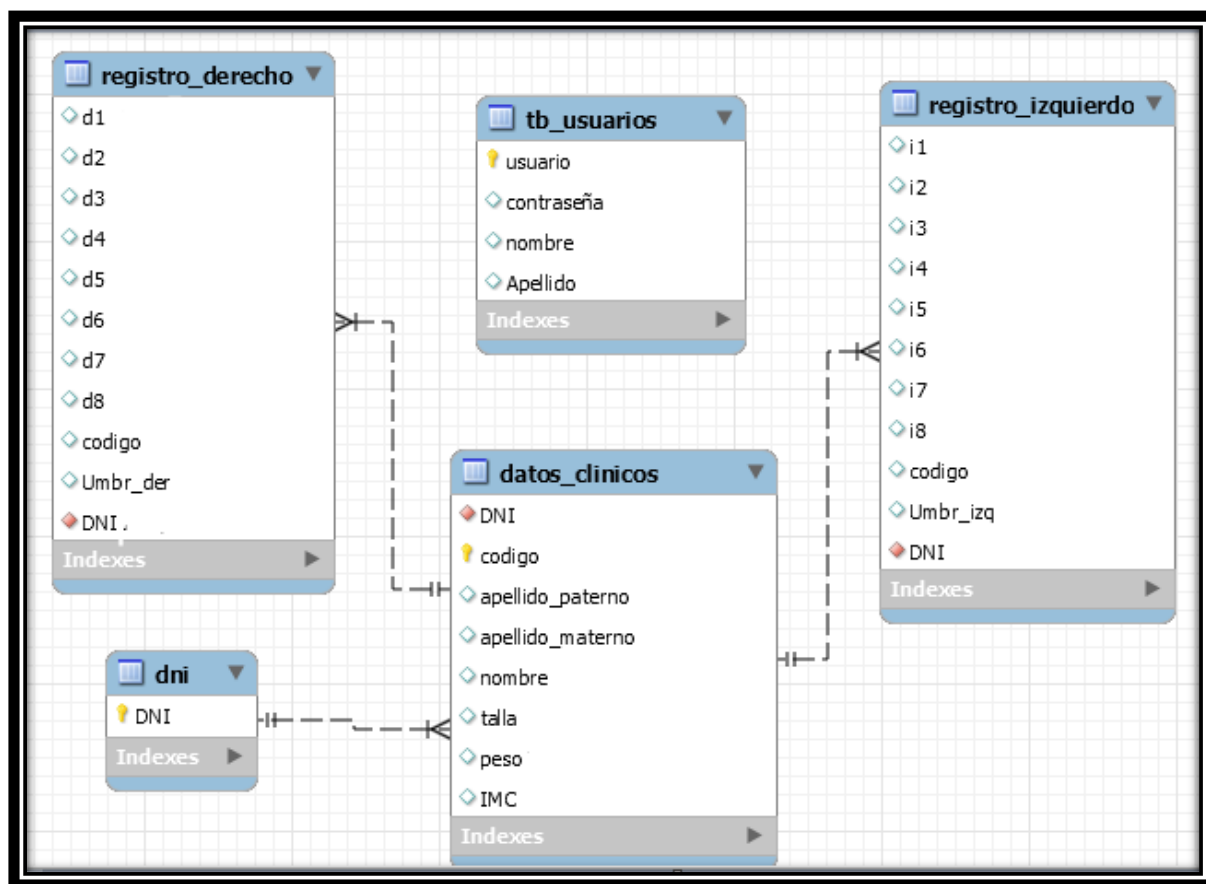 registro_derecho
d1
d2
d3
d4
d5
d6
d7
d8
codigo
Umbr_der
DNI
Indexes
tb_usuarios
usuario
contraseña
nombre
Apellido
Indexes
registro_izquierdo
i1
i2
i3
i4
i5
i6
i7
i8
codigo
Umbr_izq
DNI
Indexes
dni
DNI
Indexes
datos_clinicos
DNI
codigo
apellido_paterno
apellido_materno
nombre
talla
peso
IMC
Indexes